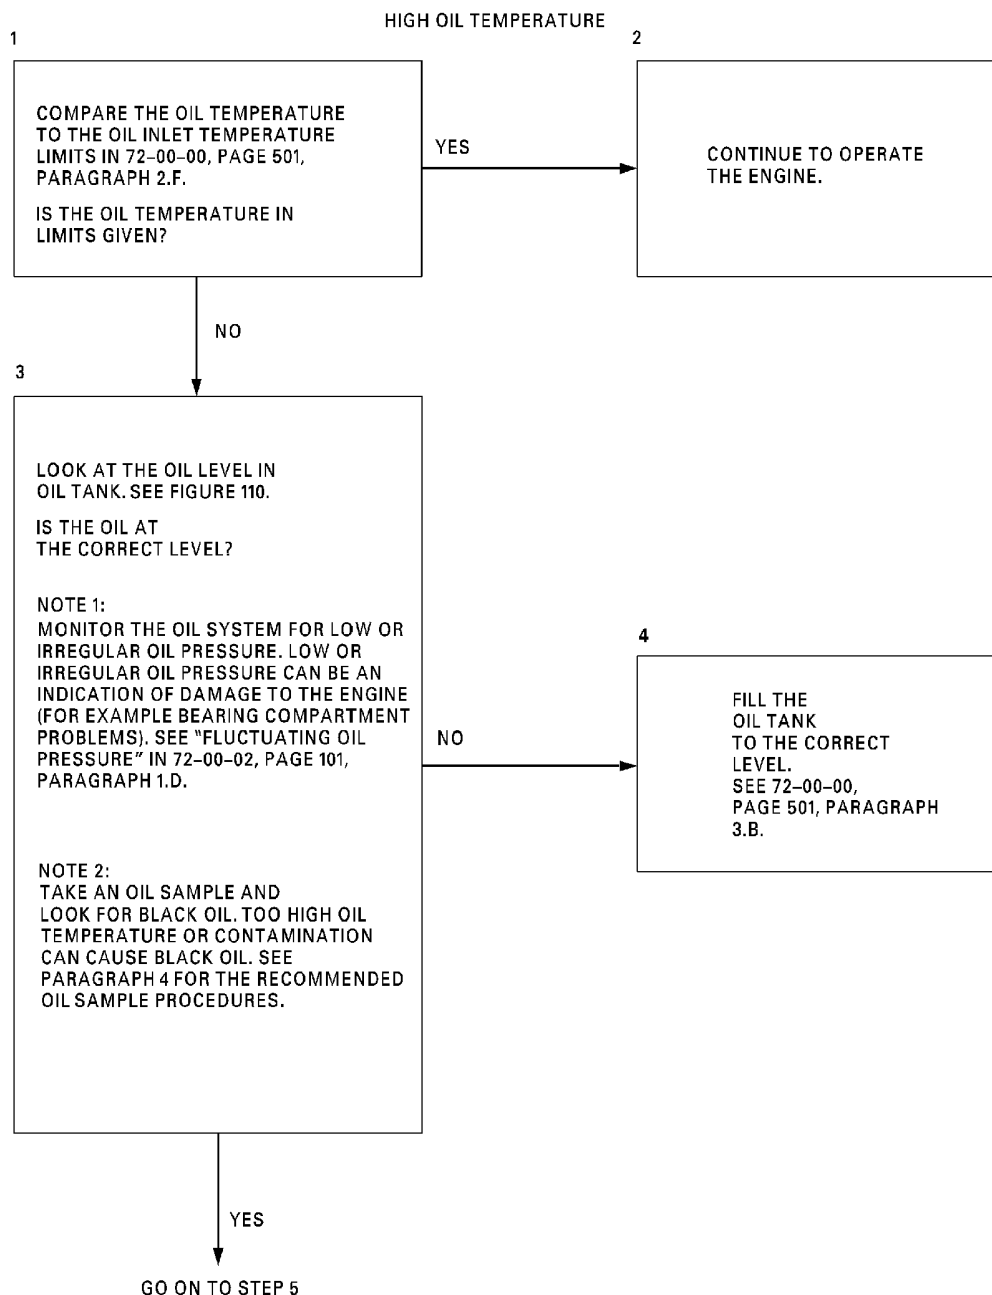 HIGH OIL TEMPERATURE
1
COMPARE THE OIL TEMPERATURE
TO THE OIL INLET TEMPERATURE
LIMITS IN 72–00–00, PAGE 501,
PARAGRAPH 2.F.
IS THE OIL TEMPERATURE IN
LIMITS GIVEN?
YES
2
CONTINUE TO OPERATE
THE ENGINE.
NO
3
LOOK AT THE OIL LEVEL IN
OIL TANK. SEE FIGURE 110.
IS THE OIL AT
THE CORRECT LEVEL?
NOTE 1:
MONITOR THE OIL SYSTEM FOR LOW OR
IRREGULAR OIL PRESSURE. LOW OR
IRREGULAR OIL PRESSURE CAN BE AN
INDICATION OF DAMAGE TO THE ENGINE
(FOR EXAMPLE BEARING COMPARTMENT
PROBLEMS). SEE "FLUCTUATING OIL
PRESSURE" IN 72–00–02, PAGE 101,
PARAGRAPH 1.D.
NOTE 2:
TAKE AN OIL SAMPLE AND
LOOK FOR BLACK OIL. TOO HIGH OIL
TEMPERATURE OR CONTAMINATION
CAN CAUSE BLACK OIL. SEE
PARAGRAPH 4 FOR THE RECOMMENDED
OIL SAMPLE PROCEDURES.
NO
4
FILL THE
OIL TANK
TO THE CORRECT
LEVEL.
SEE 72–00–00,
PAGE 501, PARAGRAPH
3.B.
YES
GO ON TO STEP 5